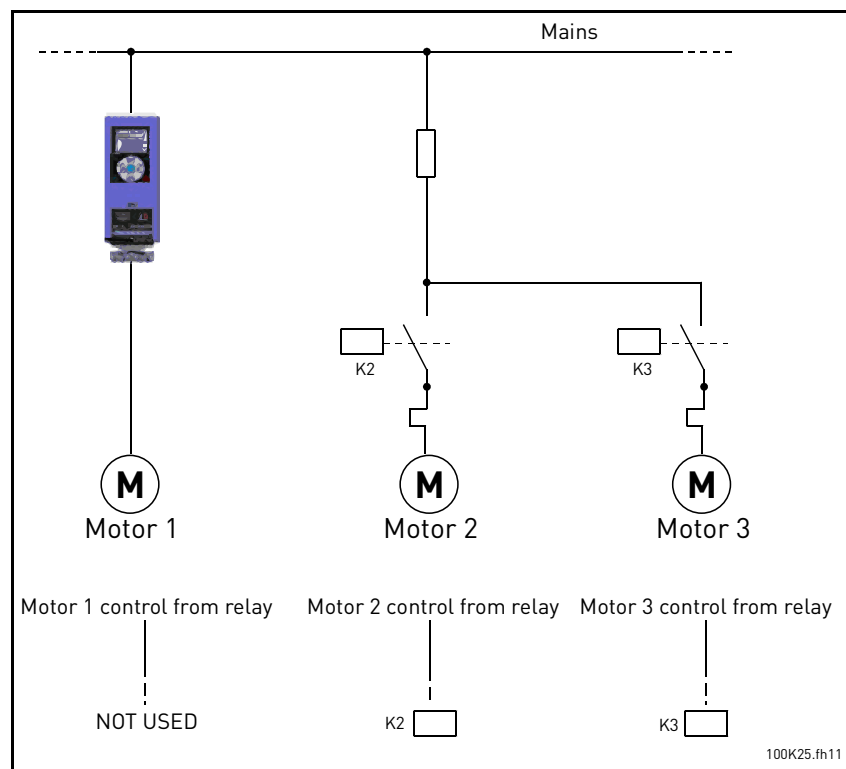 Mains
K2
K3
M
M
M
Motor 1
Motor 2
Motor 3
Motor 1 control from relay
Motor 2 control from relay
Motor 3 control from relay
NOT USED
K2
K3
100K25.fh11